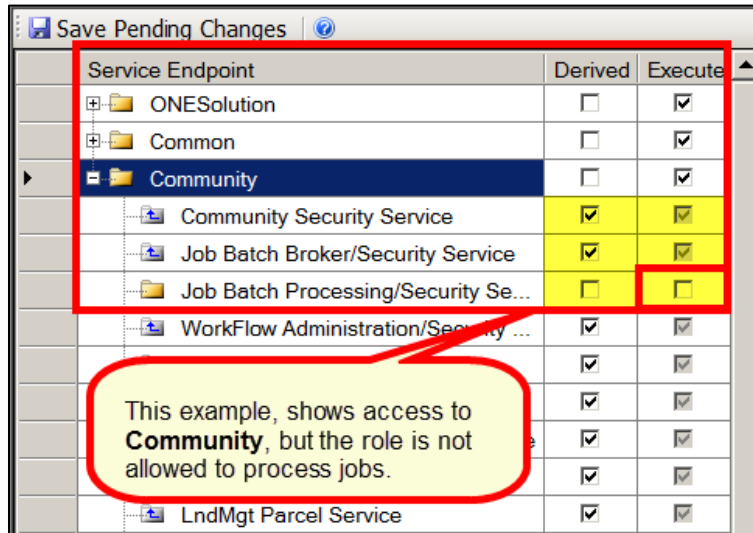 Save Pending Changes
Service Endpoint Derived Execute
ONESolution
Common
Community
Community Security Service
Job Batch Broker/Security Service
Job Batch Processing/Security Se...
WorkFlow Administration/Security ...
This example, shows access to
Community, but the role is not
allowed to process jobs.
LndMgt Parcel Service